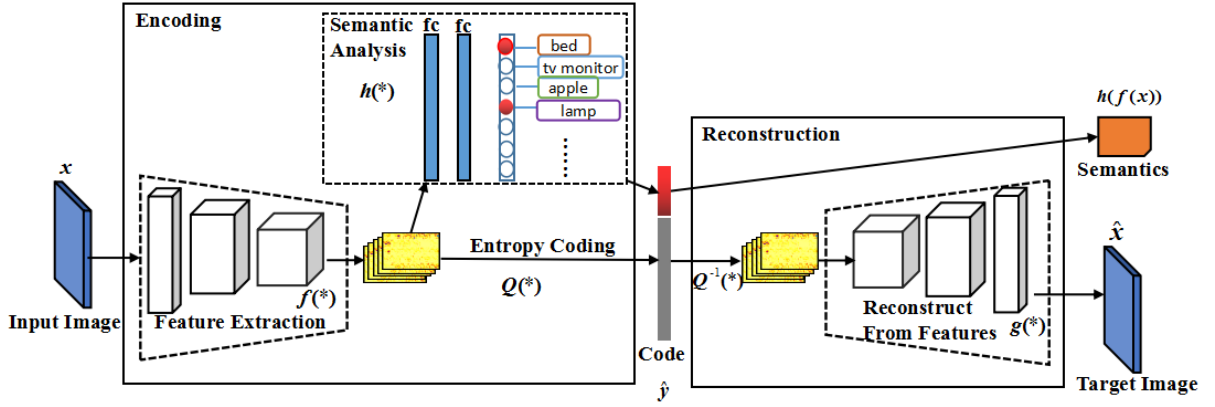 Encoding
Semantic
Analysis
h(*)
fc fc
bed
tv monitor
apple
lamp
x
Input Image
Feature Extraction
f(*)
Entropy Coding
Q(*)
Code
ŷ
Reconstruction
Q⁻¹(*)
Reconstruct
From Features
g(*)
h(f(x))
Semantics
x̂
Target Image